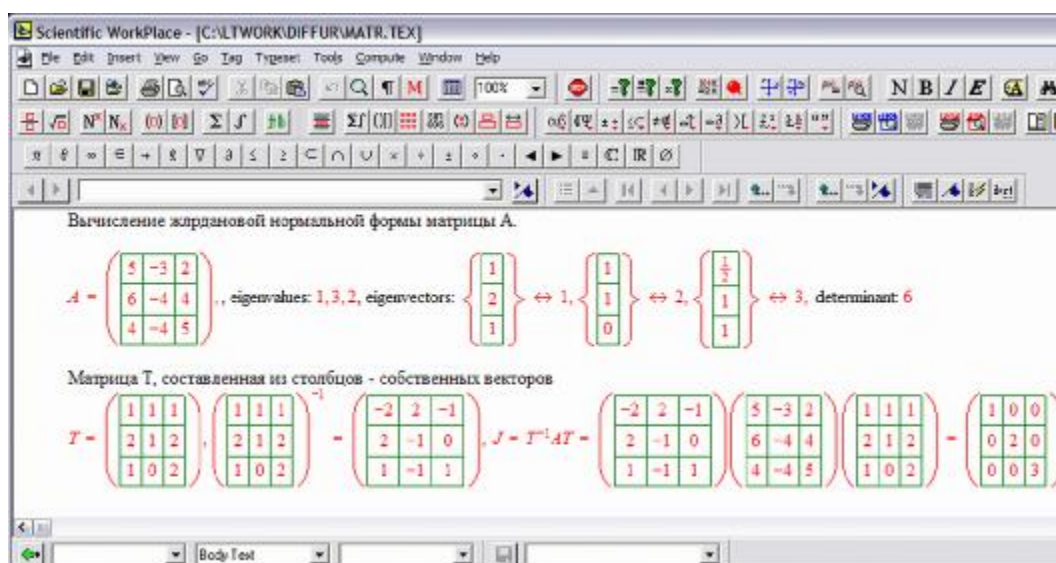 Scientific WorkPlace - [C:\LTWORK\DIFFUR\MATR.TEX]
File Edit Insert View Go Tag Typeset Tools Compute Window Help
100%
N B I E
Вычисление жлрдановой нормальной формы матрицы А.
A = ( 5 −3 2 ; 6 −4 4 ; 4 −4 5 ) , , eigenvalues: 1, 3, 2, eigenvectors: { 1 ; 2 ; 1 } ↔ 1, { 1 ; 1 ; 0 } ↔ 2, { 1/2 ; 1 ; 1 } ↔ 3, determinant: 6
Матрица Т, составленная из столбцов - собственных векторов
T = ( 1 1 1 ; 2 1 2 ; 1 0 2 ) , ( 1 1 1 ; 2 1 2 ; 1 0 2 )⁻¹ = ( −2 2 −1 ; 2 −1 0 ; 1 −1 1 ) , J = T⁻¹AT = ( −2 2 −1 ; 2 −1 0 ; 1 −1 1 ) ( 5 −3 2 ; 6 −4 4 ; 4 −4 5 ) ( 1 1 1 ; 2 1 2 ; 1 0 2 ) = ( 1 0 0 ; 0 2 0 ; 0 0 3 )
Body Text